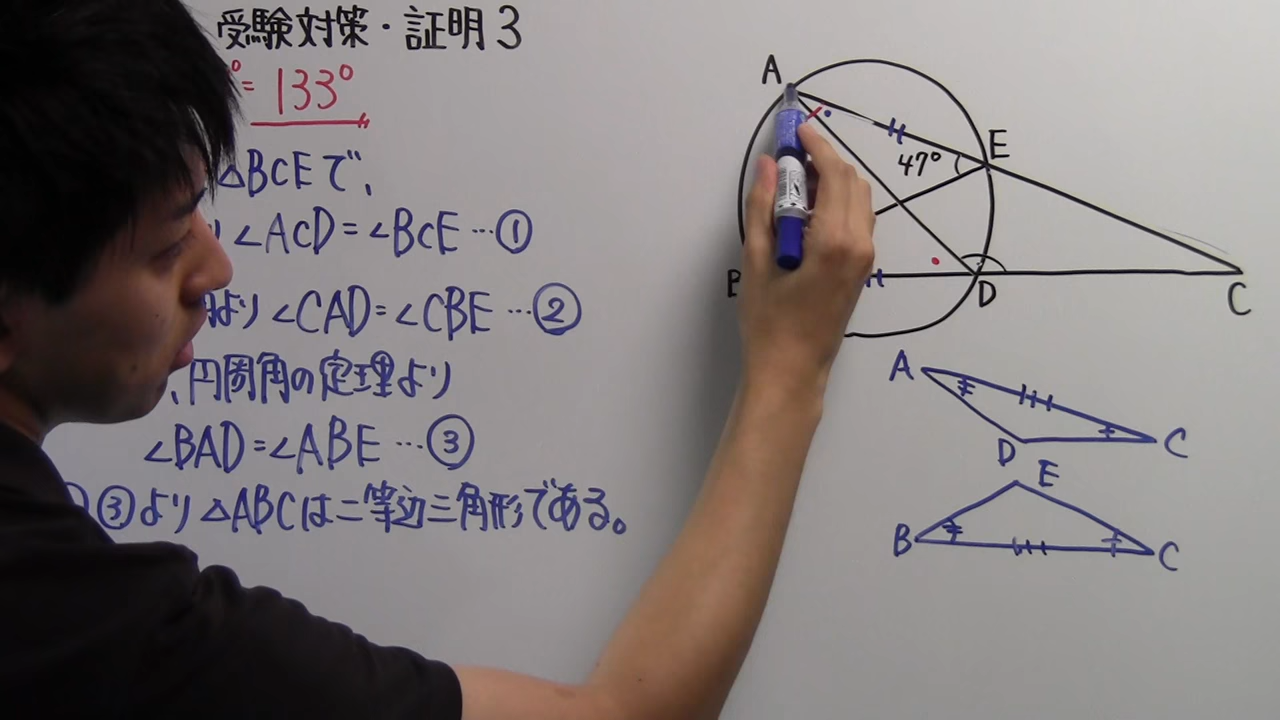 受験対策・証明3
= 133°
△BCEで、
∠ACD=∠BCE…①
より ∠CAD=∠CBE…②
、円周角の定理より
∠BAD=∠ABE…③
③より△ABCは二等辺三角形である。
A
E
47°
B
D
C
A
D
C
E
B
C